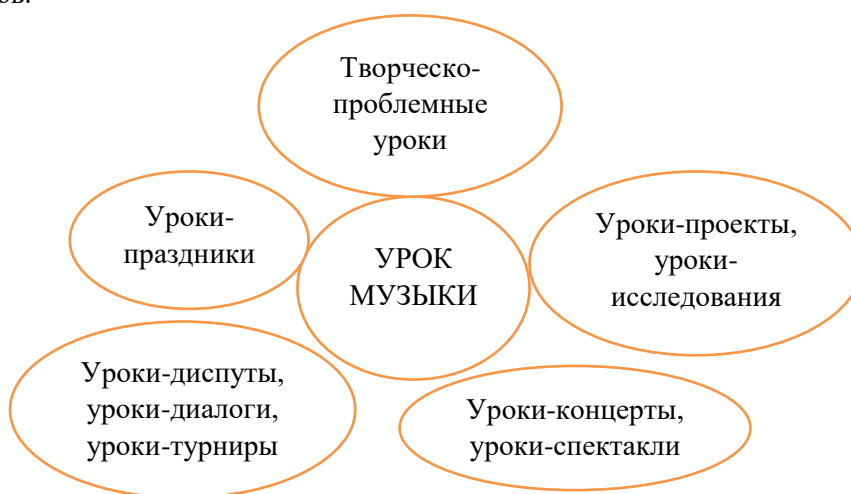 Творческо-
проблемные
уроки
Уроки-
праздники
УРОК
МУЗЫКИ
Уроки-проекты,
уроки-
исследования
Уроки-диспуты,
уроки-диалоги,
уроки-турниры
Уроки-концерты,
уроки-спектакли